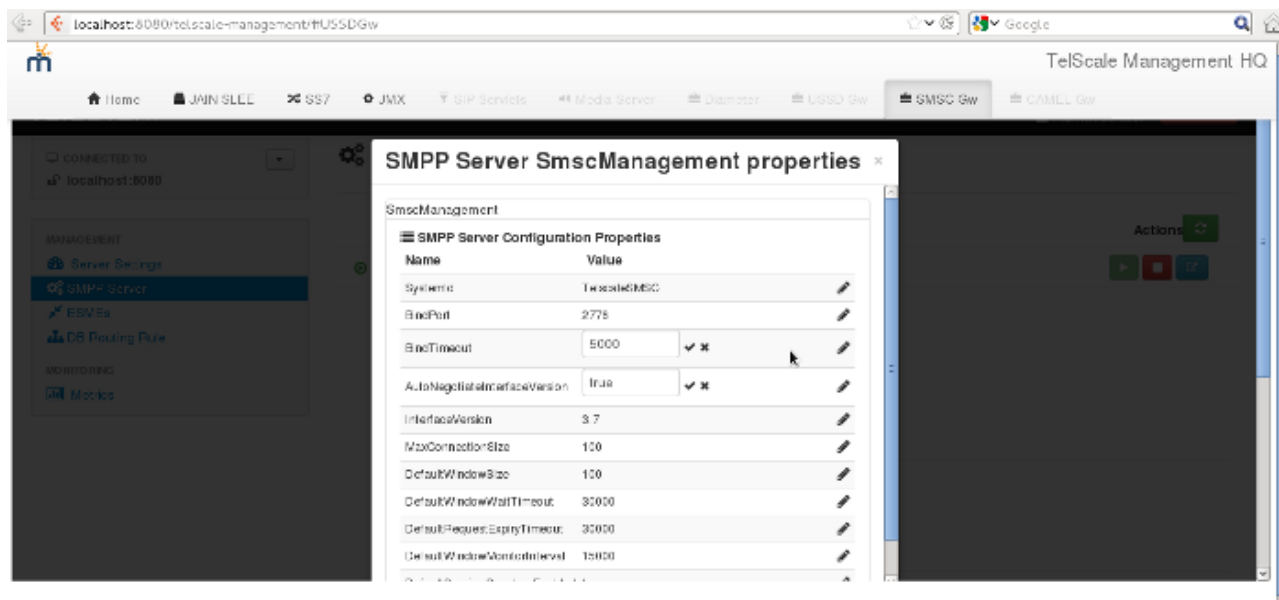 localhost:8080/telscale-management/#USSDGw
Google
TelScale Management HQ
Home JAIN SLEE SS7 JMX SIP Servlets Media Server Diameter USSD Gw SMSC Gw CAMEL Gw
CONNECTED TO
localhost:8080
MANAGEMENT
Server Settings
SMPP Server
ESMEs
DB Routing Rule
MONITORING
Metrics
SMPP Server SmscManagement properties ×
SmscManagement
SMPP Server Configuration Properties
Name Value
SystemId TelscaleSMSC
BindPort 2776
BindTimeout 5000
AutoNegotiateInterfaceVersion true
InterfaceVersion 3.7
MaxConnectionSize 100
DefaultWindowSize 100
DefaultWindowWaitTimeout 30000
DefaultRequestExpiryTimeout 30000
DefaultWindowMonitorInterval 15000
Actions